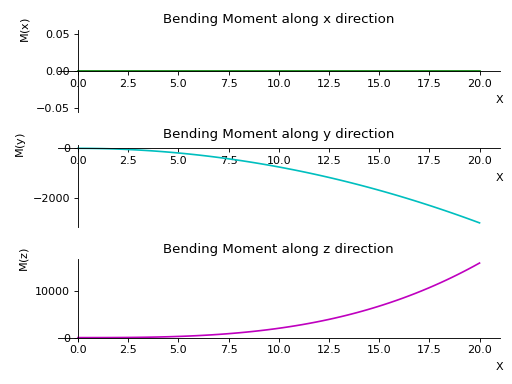 Bending Moment along x direction
M(x)
0.05
0.00
−0.05
0.0 2.5 5.0 7.5 10.0 12.5 15.0 17.5 20.0
X
Bending Moment along y direction
M(y)
0
−2000
0.0 2.5 5.0 7.5 10.0 12.5 15.0 17.5 20.0
X
Bending Moment along z direction
M(z)
10000
0
0.0 2.5 5.0 7.5 10.0 12.5 15.0 17.5 20.0
X